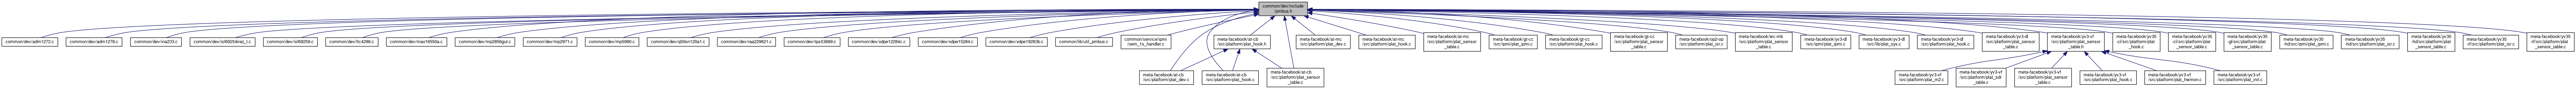 common/dev/include
/pmbus.h
common/dev/adm1272.c
common/dev/adm1278.c
common/dev/ina233.c
common/dev/isl69254iraz_t.c
common/dev/isl69259.c
common/dev/ltc4286.c
common/dev/max16550a.c
common/dev/mp2856gut.c
common/dev/mp2971.c
common/dev/mp5990.c
common/dev/q50sn120a1.c
common/dev/raa229621.c
common/dev/tps53689.c
common/dev/xdpe12284c.c
common/dev/xdpe15284.c
common/dev/xdpe19283b.c
common/lib/util_pmbus.c
common/service/ipmi
/oem_1s_handler.c
meta-facebook/at-cb
/src/platform/plat_hook.h
meta-facebook/at-mc
/src/platform/plat_dev.c
meta-facebook/at-mc
/src/platform/plat_hook.c
meta-facebook/at-mc
/src/platform/plat_sensor
_table.c
meta-facebook/gt-cc
/src/ipmi/plat_ipmi.c
meta-facebook/gt-cc
/src/platform/plat_hook.c
meta-facebook/gt-cc
/src/platform/plat_sensor
_table.c
meta-facebook/op2-op
/src/platform/plat_isr.c
meta-facebook/wc-mb
/src/platform/plat_sensor
_table.c
meta-facebook/yv3-dl
/src/ipmi/plat_ipmi.c
meta-facebook/yv3-dl
/src/lib/plat_sys.c
meta-facebook/yv3-dl
/src/platform/plat_hook.c
meta-facebook/yv3-dl
/src/platform/plat_sensor
_table.c
meta-facebook/yv3-vf
/src/platform/plat_sensor
_table.h
meta-facebook/yv35
-cl/src/platform/plat
_hook.c
meta-facebook/yv35
-cl/src/platform/plat
_sensor_table.c
meta-facebook/yv35
-gl/src/platform/plat
_sensor_table.c
meta-facebook/yv35
-hd/src/ipmi/plat_ipmi.c
meta-facebook/yv35
-hd/src/platform/plat_isr.c
meta-facebook/yv35
-hd/src/platform/plat
_sensor_table.c
meta-facebook/yv35
-rf/src/platform/plat_isr.c
meta-facebook/yv35
-rf/src/platform/plat
_sensor_table.c
meta-facebook/at-cb
/src/platform/plat_dev.c
meta-facebook/at-cb
/src/platform/plat_hook.c
meta-facebook/at-cb
/src/platform/plat_sensor
_table.c
meta-facebook/yv3-vf
/src/platform/plat_m2.c
meta-facebook/yv3-vf
/src/platform/plat_sdr
_table.c
meta-facebook/yv3-vf
/src/platform/plat_sensor
_table.c
meta-facebook/yv3-vf
/src/platform/plat_hook.c
meta-facebook/yv3-vf
/src/platform/plat_hwmon.c
meta-facebook/yv3-vf
/src/platform/plat_init.c